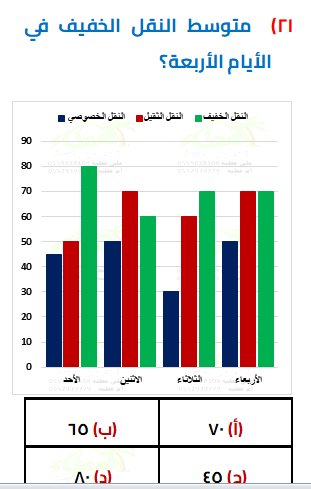 (٢١ متوسط النقل الخفيف في
الأيام الأربعة؟
النقل الخصوصي النقل الثقيل النقل الخفيف
90
80
70
60
50
40
30
20
10
0
الأحد الاثنين الثلاثاء الأربعاء
(أ) ٧٠ (ب) ٦٥
(ج) ٤٥ (د) ٨٠